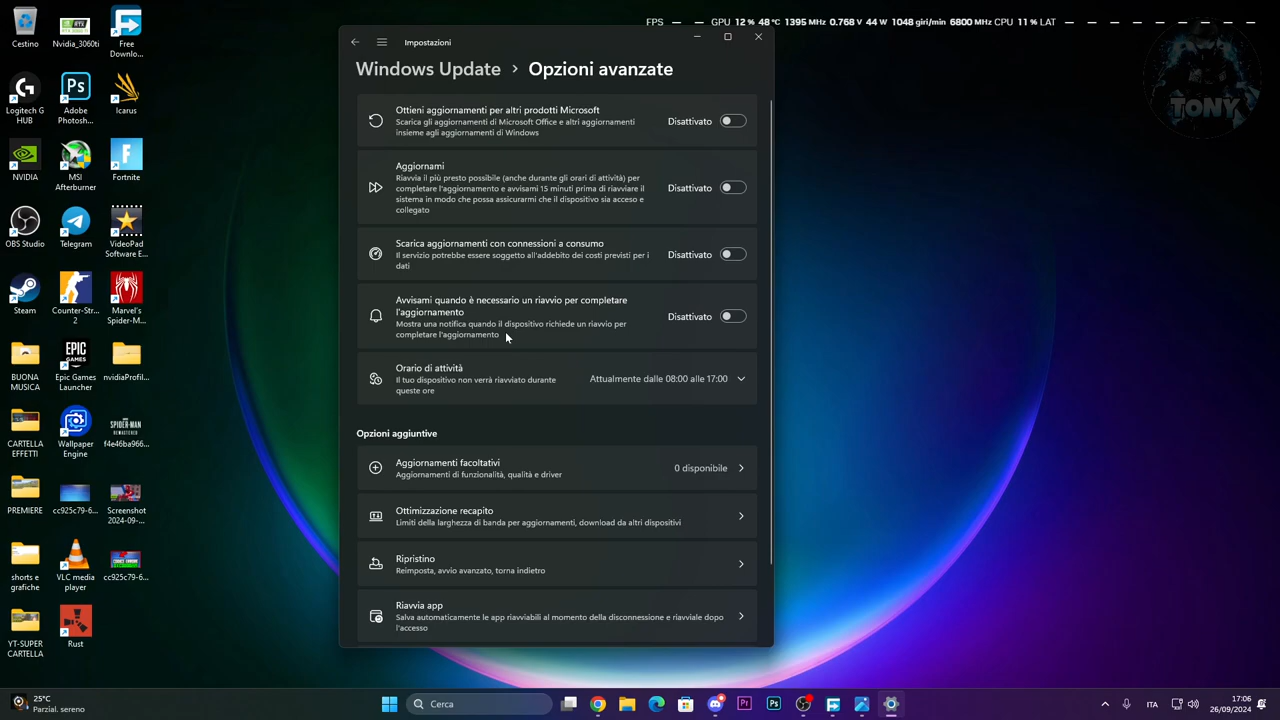 FPS — — GPU 12 % 48 °C 1395 MHz 0.768 V 44 W 1048 giri/min 6800 MHz CPU 11 % LAT — — — — — — —
Impostazioni
Windows Update > Opzioni avanzate
TONY
Ottieni aggiornamenti per altri prodotti Microsoft
Scarica gli aggiornamenti di Microsoft Office e altri aggiornamenti
insieme agli aggiornamenti di Windows
Disattivato
Aggiornami
Riavvia il più presto possibile (anche durante gli orari di attività) per
completare l'aggiornamento e avvisami 15 minuti prima di riavviare il
sistema in modo che possa assicurarmi che il dispositivo sia acceso e
collegato
Disattivato
Scarica aggiornamenti con connessioni a consumo
Il servizio potrebbe essere soggetto all'addebito dei costi previsti per i
dati
Disattivato
Avvisami quando è necessario un riavvio per completare
l'aggiornamento
Mostra una notifica quando il dispositivo richiede un riavvio per
completare l'aggiornamento
Disattivato
Orario di attività
Il tuo dispositivo non verrà riavviato durante
queste ore
Attualmente dalle 08:00 alle 17:00
Opzioni aggiuntive
Aggiornamenti facoltativi
Aggiornamenti di funzionalità, qualità e driver
0 disponibile
Ottimizzazione recapito
Limiti della larghezza di banda per aggiornamenti, download da altri dispositivi
Ripristino
Reimposta, avvio avanzato, torna indietro
Riavvia app
Salva automaticamente le app riavviabili al momento della disconnessione e riavviale dopo
l'accesso
Cestino
Nvidia_3060ti
Free
Downlo...
Logitech G
HUB
Adobe
Photosh...
Icarus
NVIDIA
MSI
Afterburner
Fortnite
OBS Studio
Telegram
VideoPad
Software E...
Steam
Counter-Str...
2
Marvel's
Spider-M...
BUONA
MUSICA
EPIC
GAMES
Epic Games
Launcher
nvidiaProfil...
CARTELLA
EFFETTI
Wallpaper
Engine
SPIDER-MAN
f4e46ba966...
PREMIERE
cc925c79-6...
Screenshot
2024-09-...
shorts e
grafiche
VLC media
player
cc925c79-6...
YT-SUPER
CARTELLA
Rust
25°C
Parzial. sereno
Cerca
ITA
17:06
26/09/2024